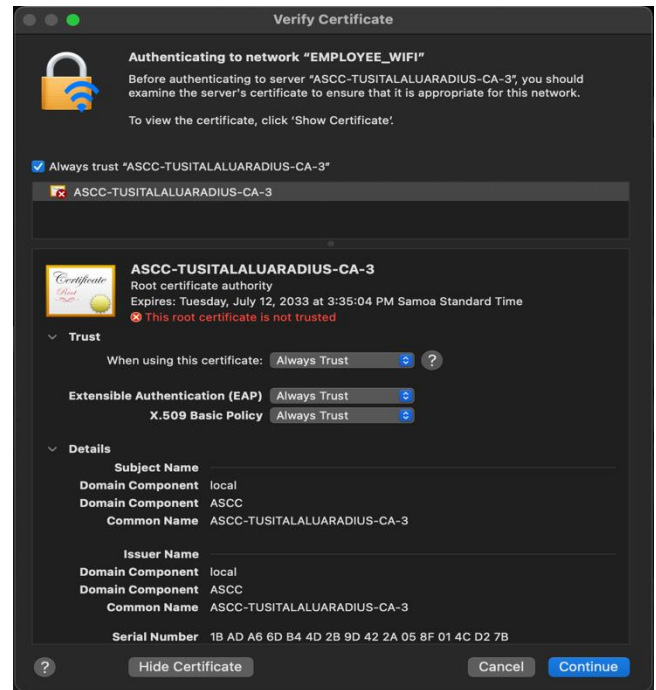 Verify Certificate
Authenticating to network “EMPLOYEE_WIFI”
Before authenticating to server “ASCC-TUSITALALUARADIUS-CA-3”, you should
examine the server’s certificate to ensure that it is appropriate for this network.
To view the certificate, click ‘Show Certificate’.
Always trust “ASCC-TUSITALALUARADIUS-CA-3”
ASCC-TUSITALALUARADIUS-CA-3
Certificate
Root
ASCC-TUSITALALUARADIUS-CA-3
Root certificate authority
Expires: Tuesday, July 12, 2033 at 3:35:04 PM Samoa Standard Time
This root certificate is not trusted
Trust
When using this certificate: Always Trust ?
Extensible Authentication (EAP) Always Trust
X.509 Basic Policy Always Trust
Details
Subject Name
Domain Component local
Domain Component ASCC
Common Name ASCC-TUSITALALUARADIUS-CA-3
Issuer Name
Domain Component local
Domain Component ASCC
Common Name ASCC-TUSITALALUARADIUS-CA-3
Serial Number 1B AD A6 6D B4 4D 2B 9D 42 2A 05 8F 01 4C D2 7B
? Hide Certificate Cancel Continue